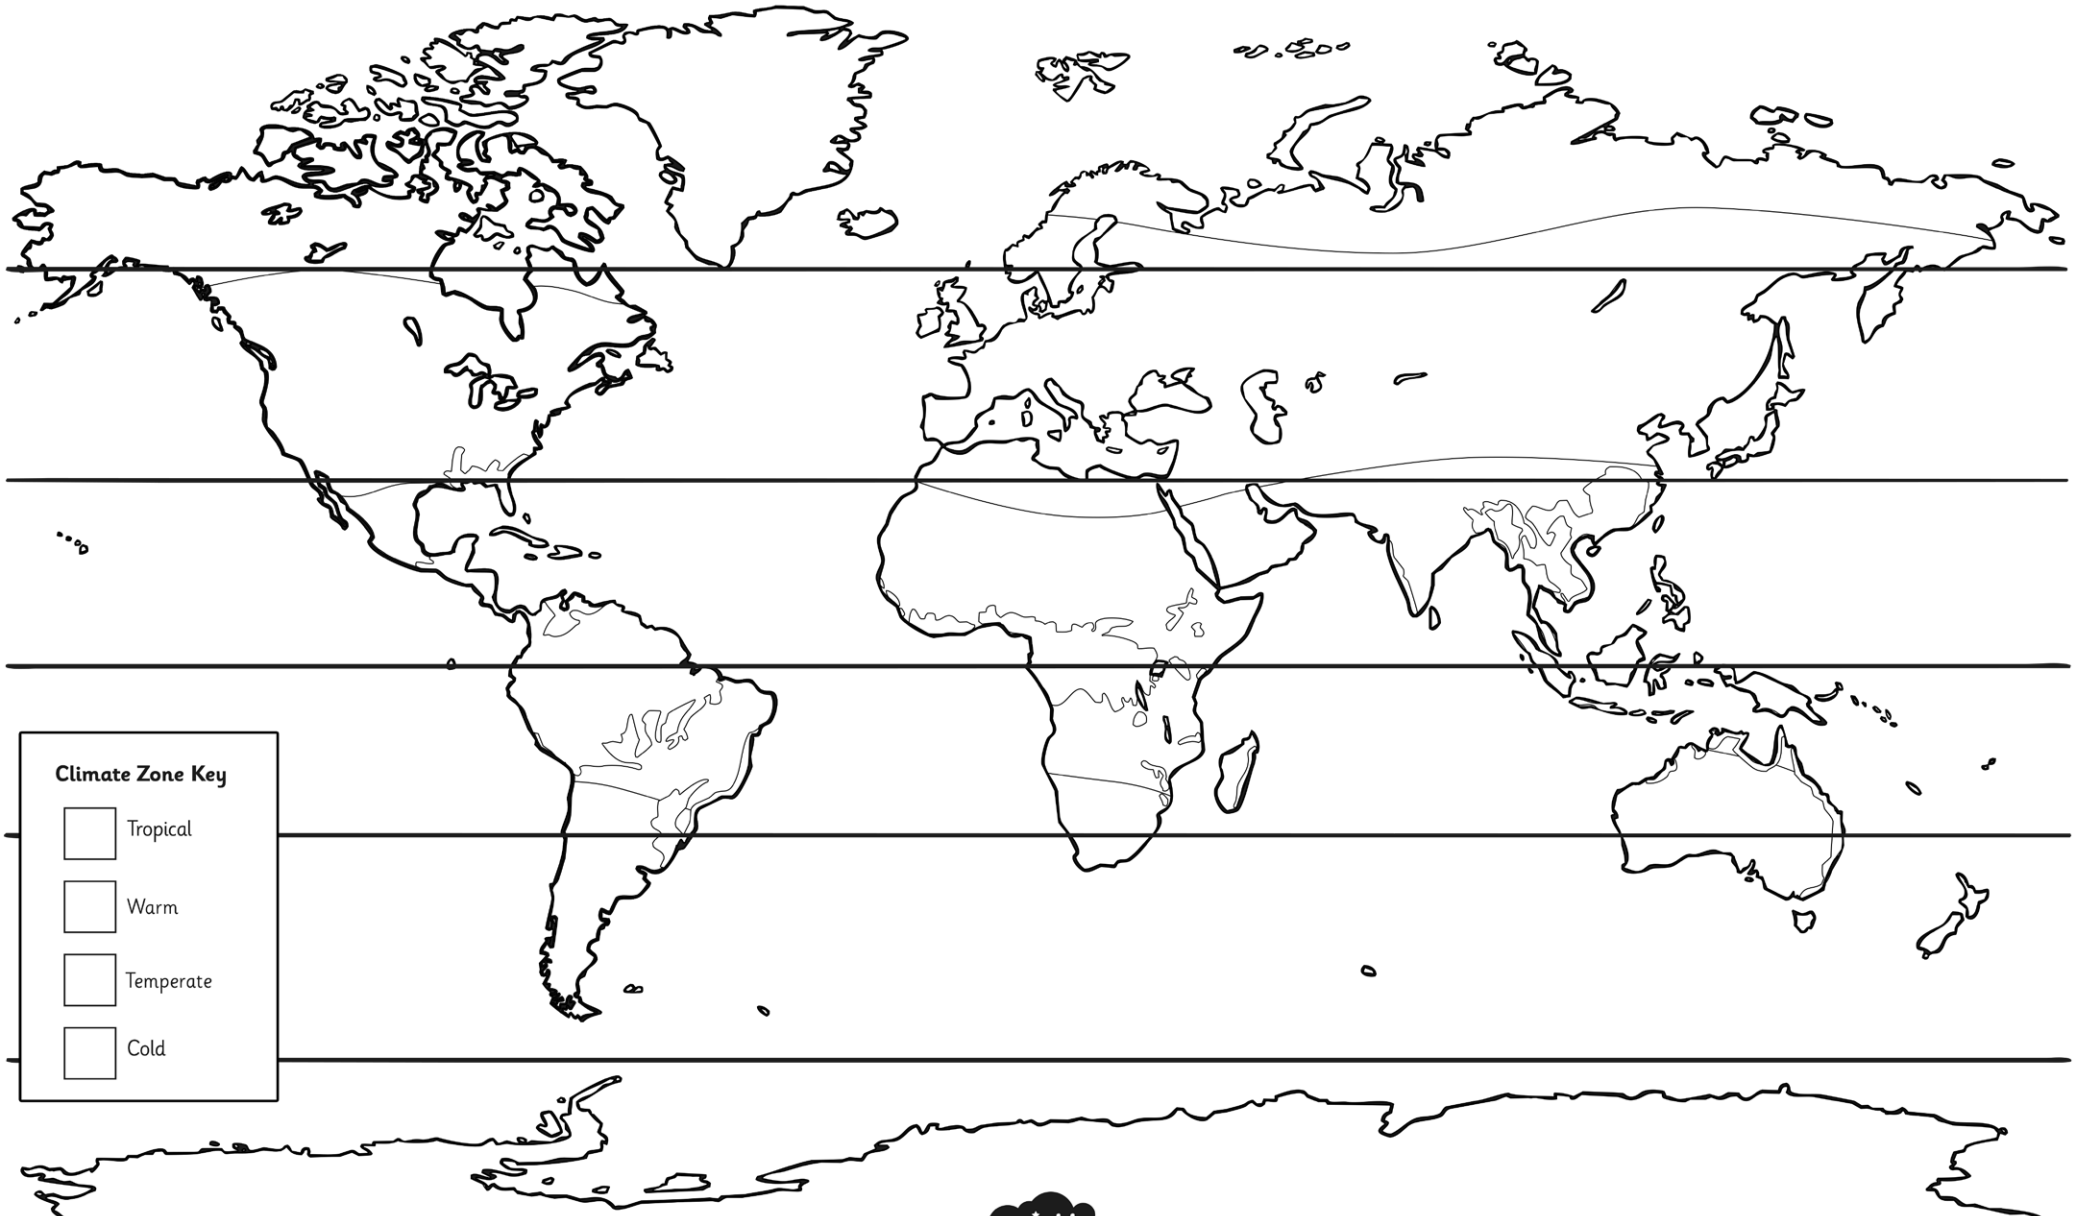 Climate Zone Key
Tropical
Warm
Temperate
Cold